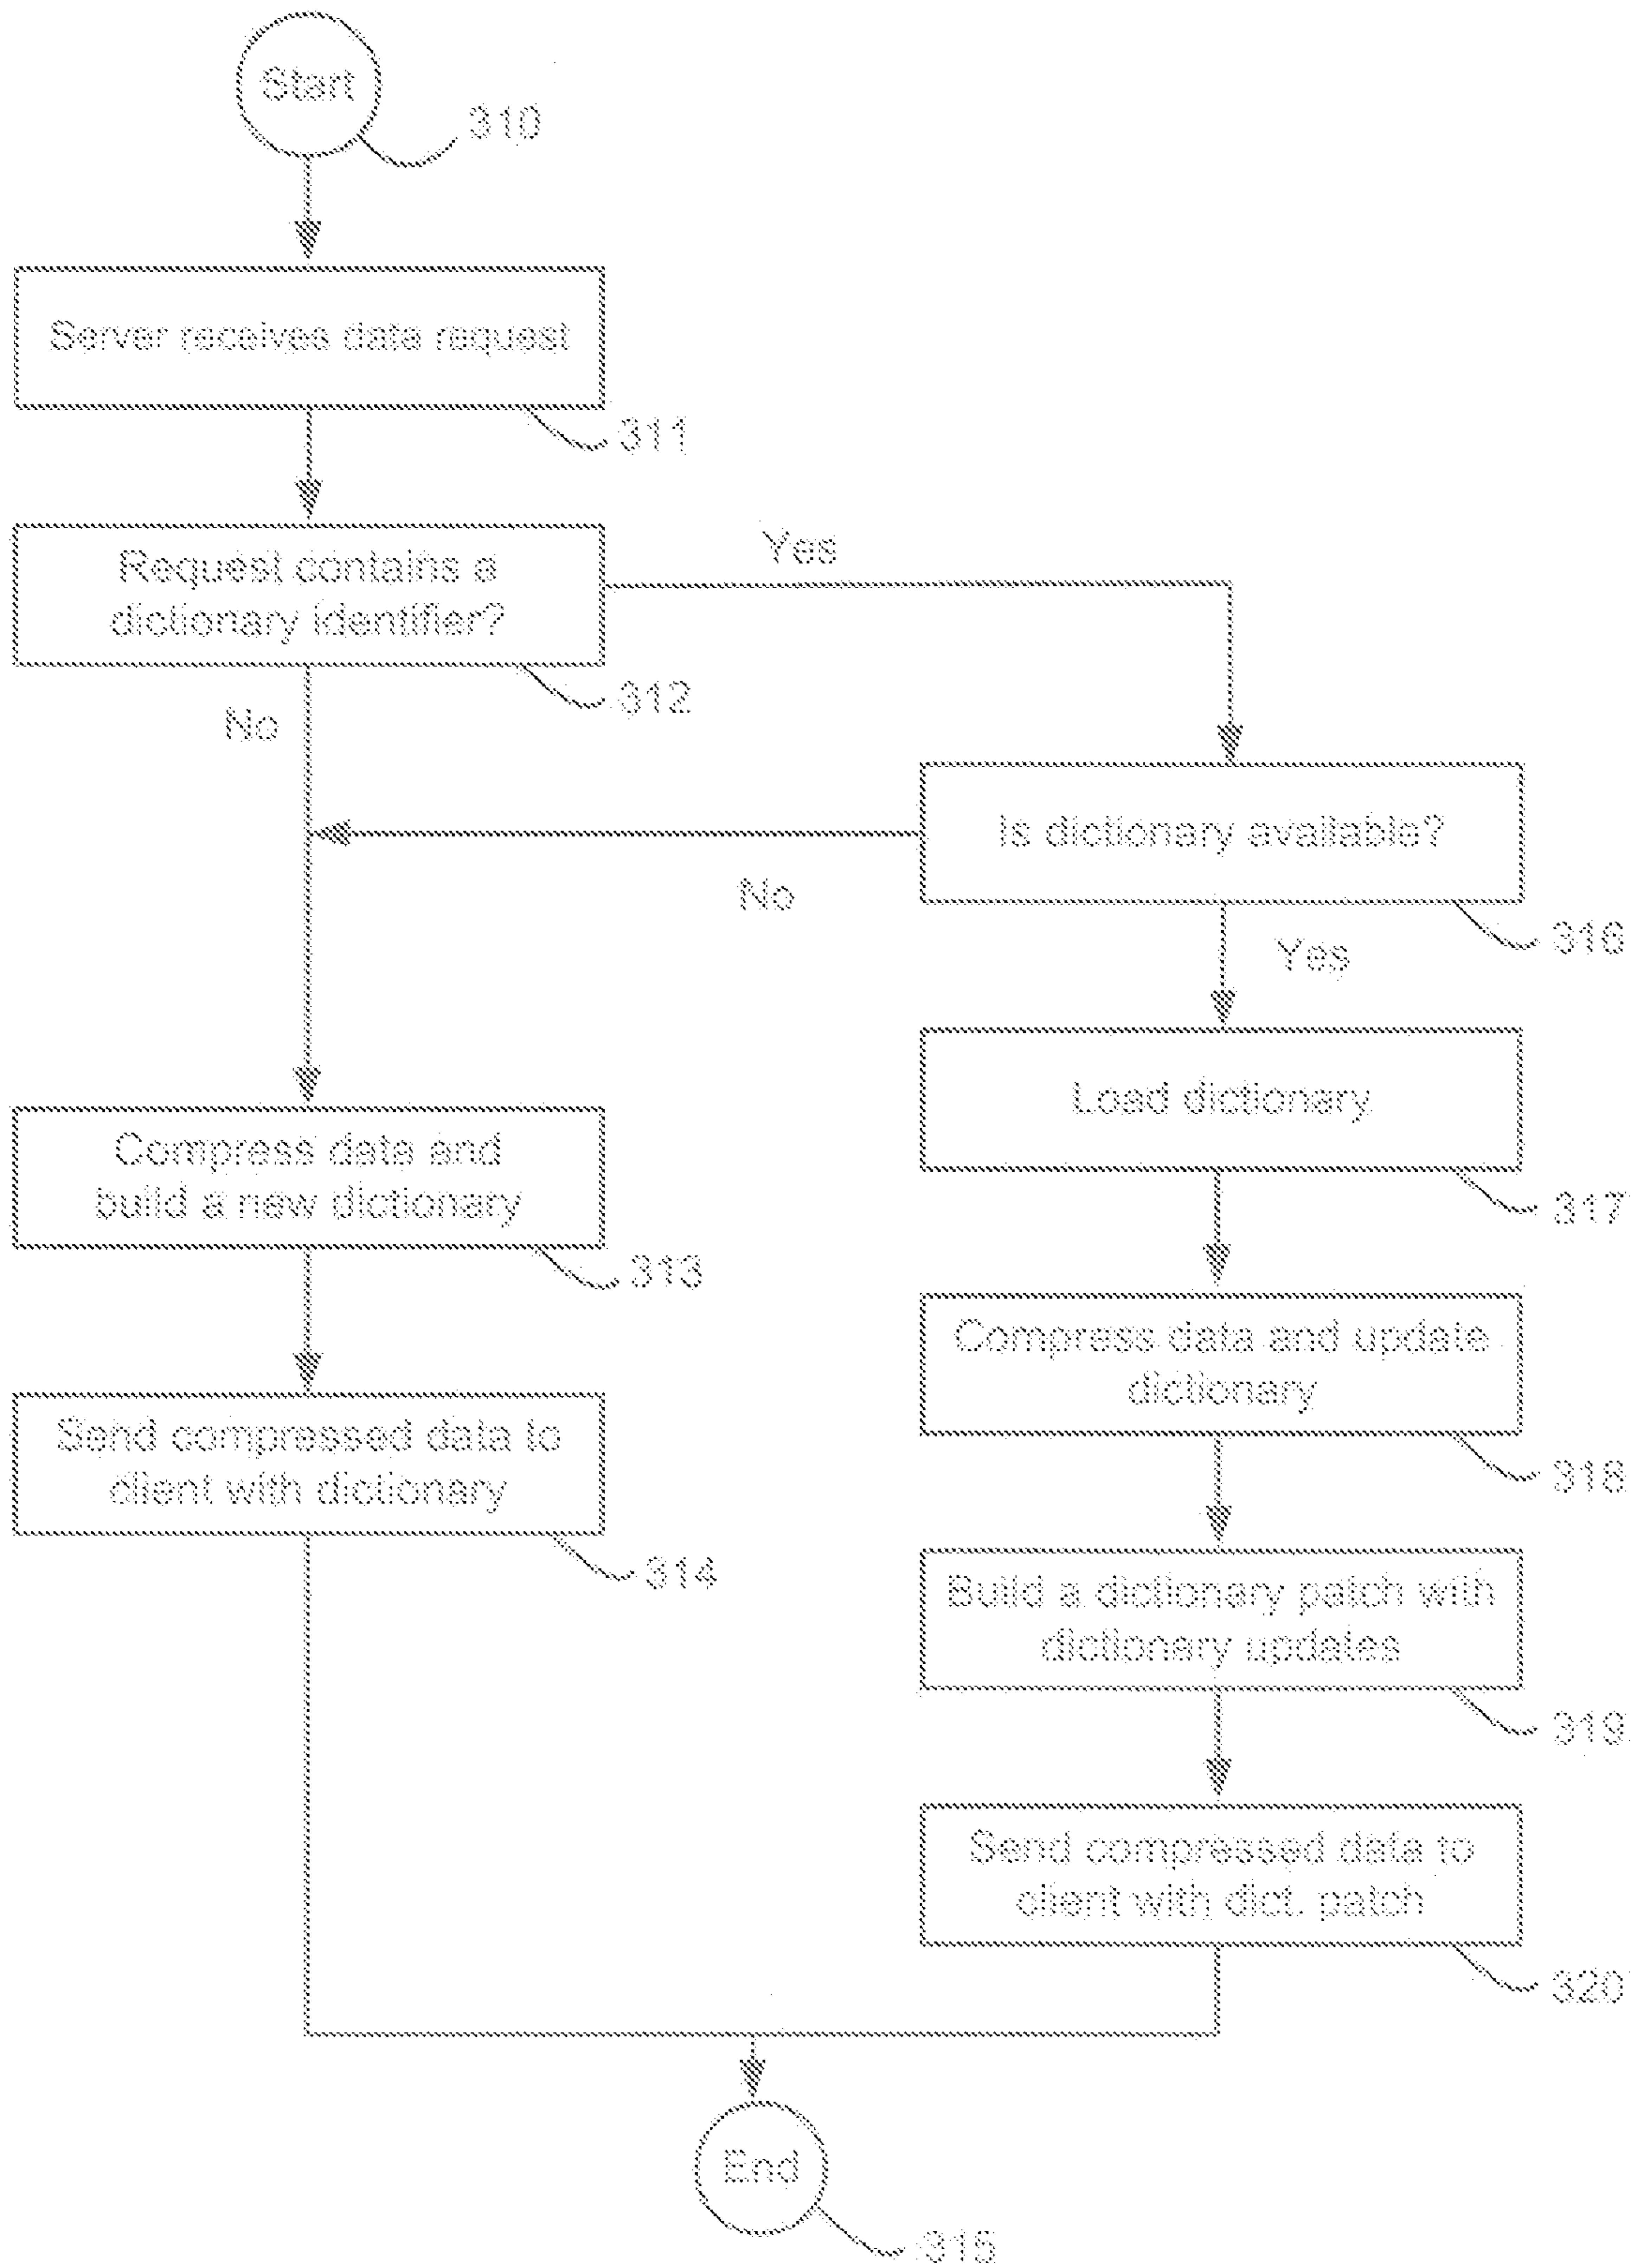 Start
310
Server receives data request
311
Request contains a
dictionary identifier?
312
Yes
No
Is dictionary available?
316
No
Yes
Load dictionary
317
Compress data and
build a new dictionary
313
Compress data and update
dictionary
318
Send compressed data to
client with dictionary
314
Build a dictionary patch with
dictionary updates
319
Send compressed data to
client with dict. patch
320
End
315